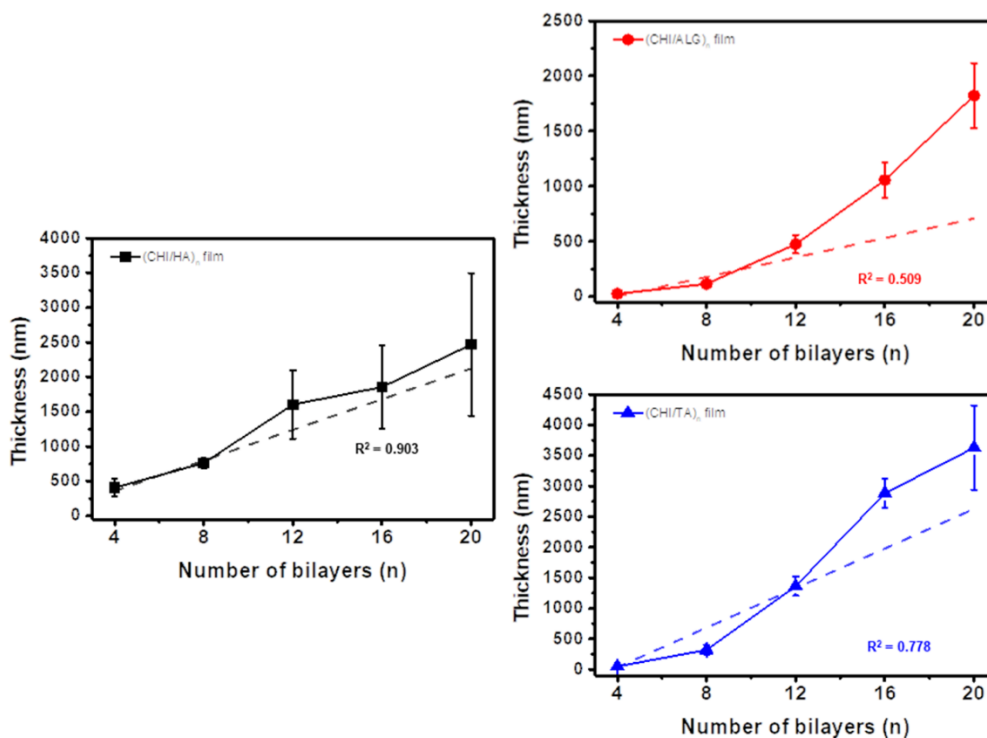 4000
3500
3000
2500
2000
1500
1000
500
0
4 8 12 16 20
Thickness (nm)
Number of bilayers (n)
(CHI/HA)n film
R² = 0.903
2500
2000
1500
1000
500
0
4 8 12 16 20
Thickness (nm)
Number of bilayers (n)
(CHI/ALG)n film
R² = 0.509
4500
4000
3500
3000
2500
2000
1500
1000
500
0
4 8 12 16 20
Thickness (nm)
Number of bilayers (n)
(CHI/TA)n film
R² = 0.778